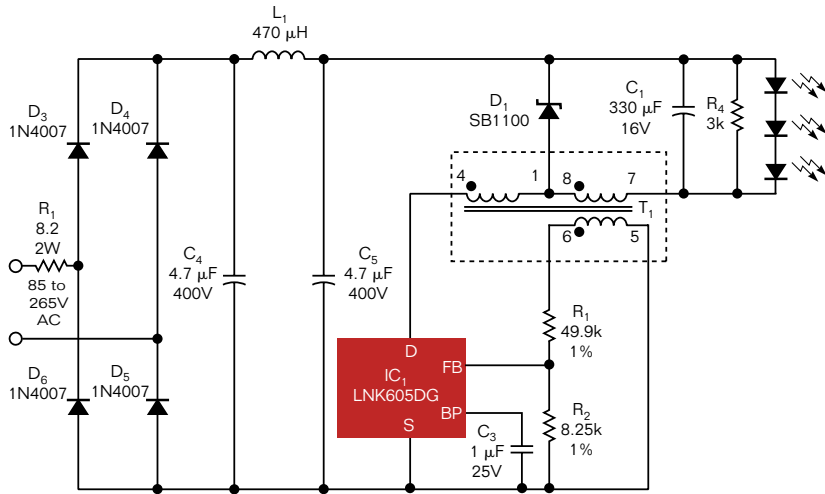 L1
470 µH
D3
1N4007
D4
1N4007
D1
SB1100
C1
330 µF
16V
R4
3k
4
1
8
7
T1
6
5
R1
8.2
2W
85 to
265V
AC
C4
4.7 µF
400V
C5
4.7 µF
400V
R1
49.9k
1%
D
FB
IC1
LNK605DG
BP
S
D6
1N4007
D5
1N4007
C3
1 µF
25V
R2
8.25k
1%